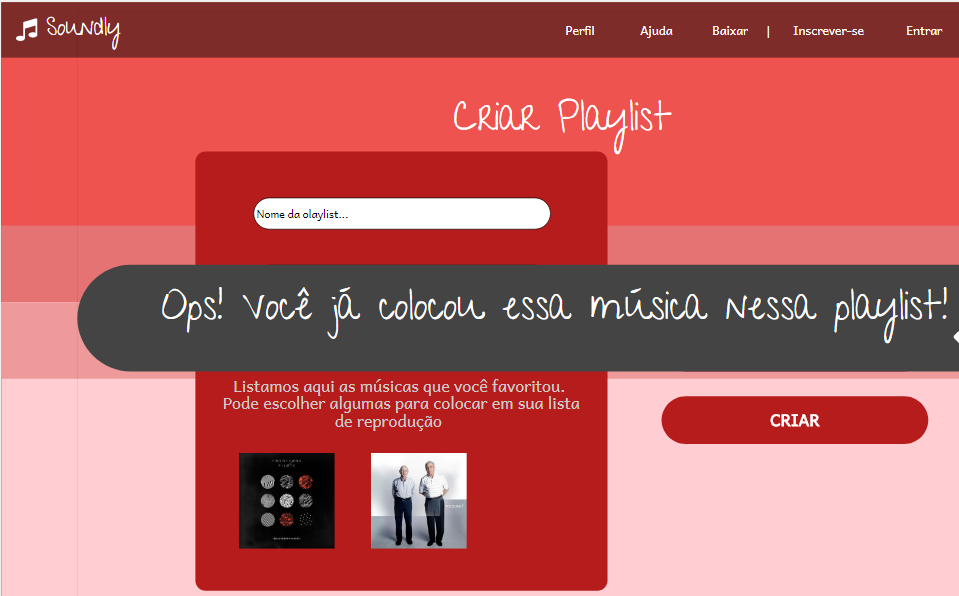 Soundly
Perfil Ajuda Baixar | Inscrever-se Entrar
Criar Playlist
Nome da olaylist...
Ops! Você já colocou essa música nessa playlist!
Listamos aqui as músicas que você favoritou.
Pode escolher algumas para colocar em sua lista
de reprodução
CRIAR